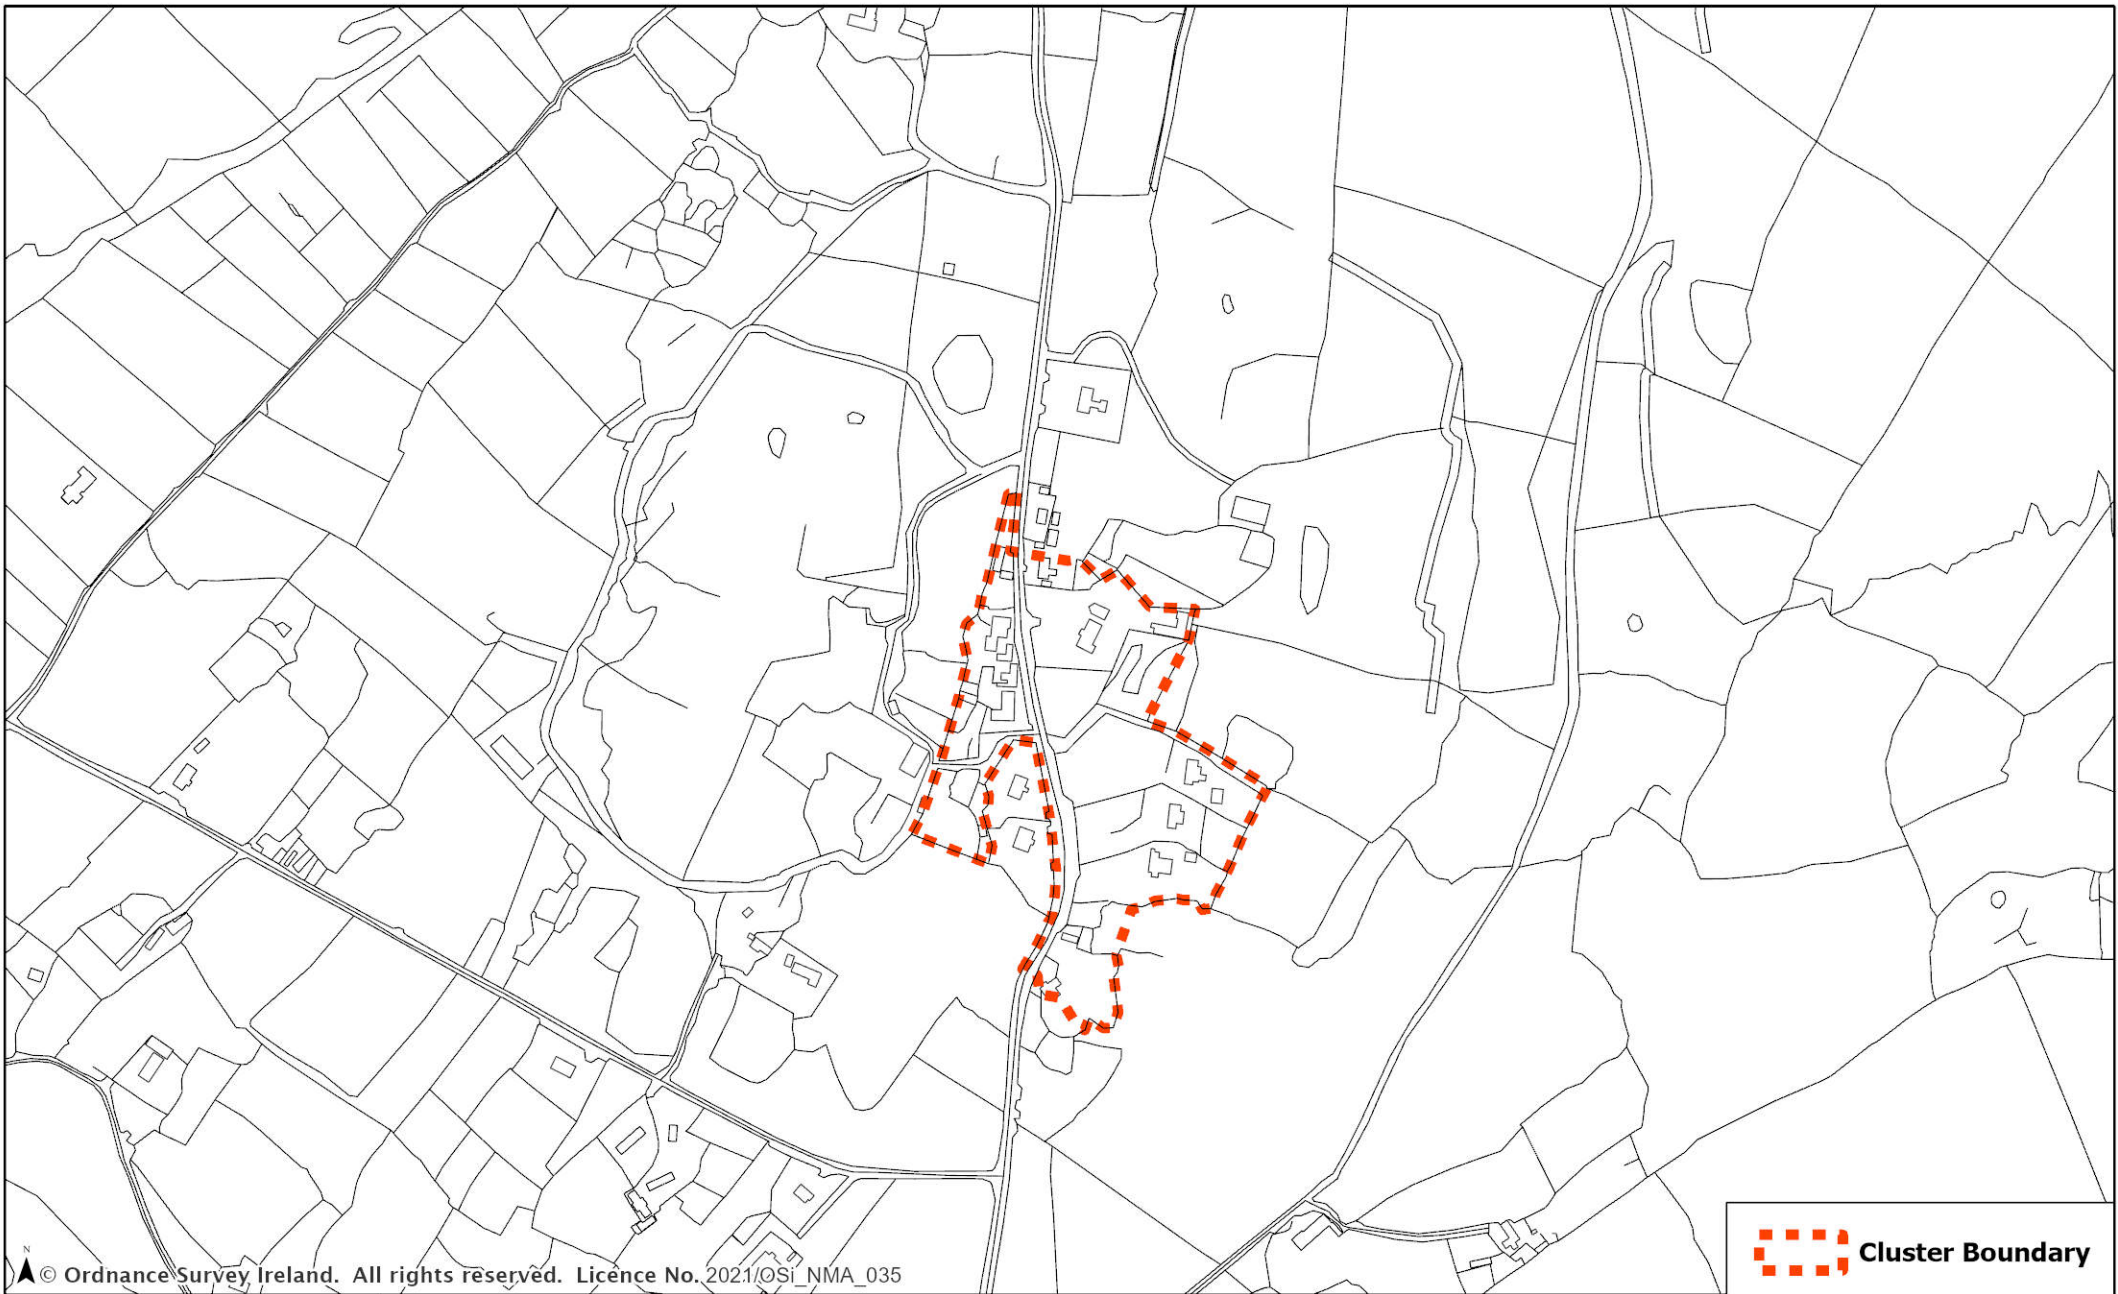 N
© Ordnance Survey Ireland. All rights reserved. Licence No. 2021/OSi_NMA_035
Cluster Boundary